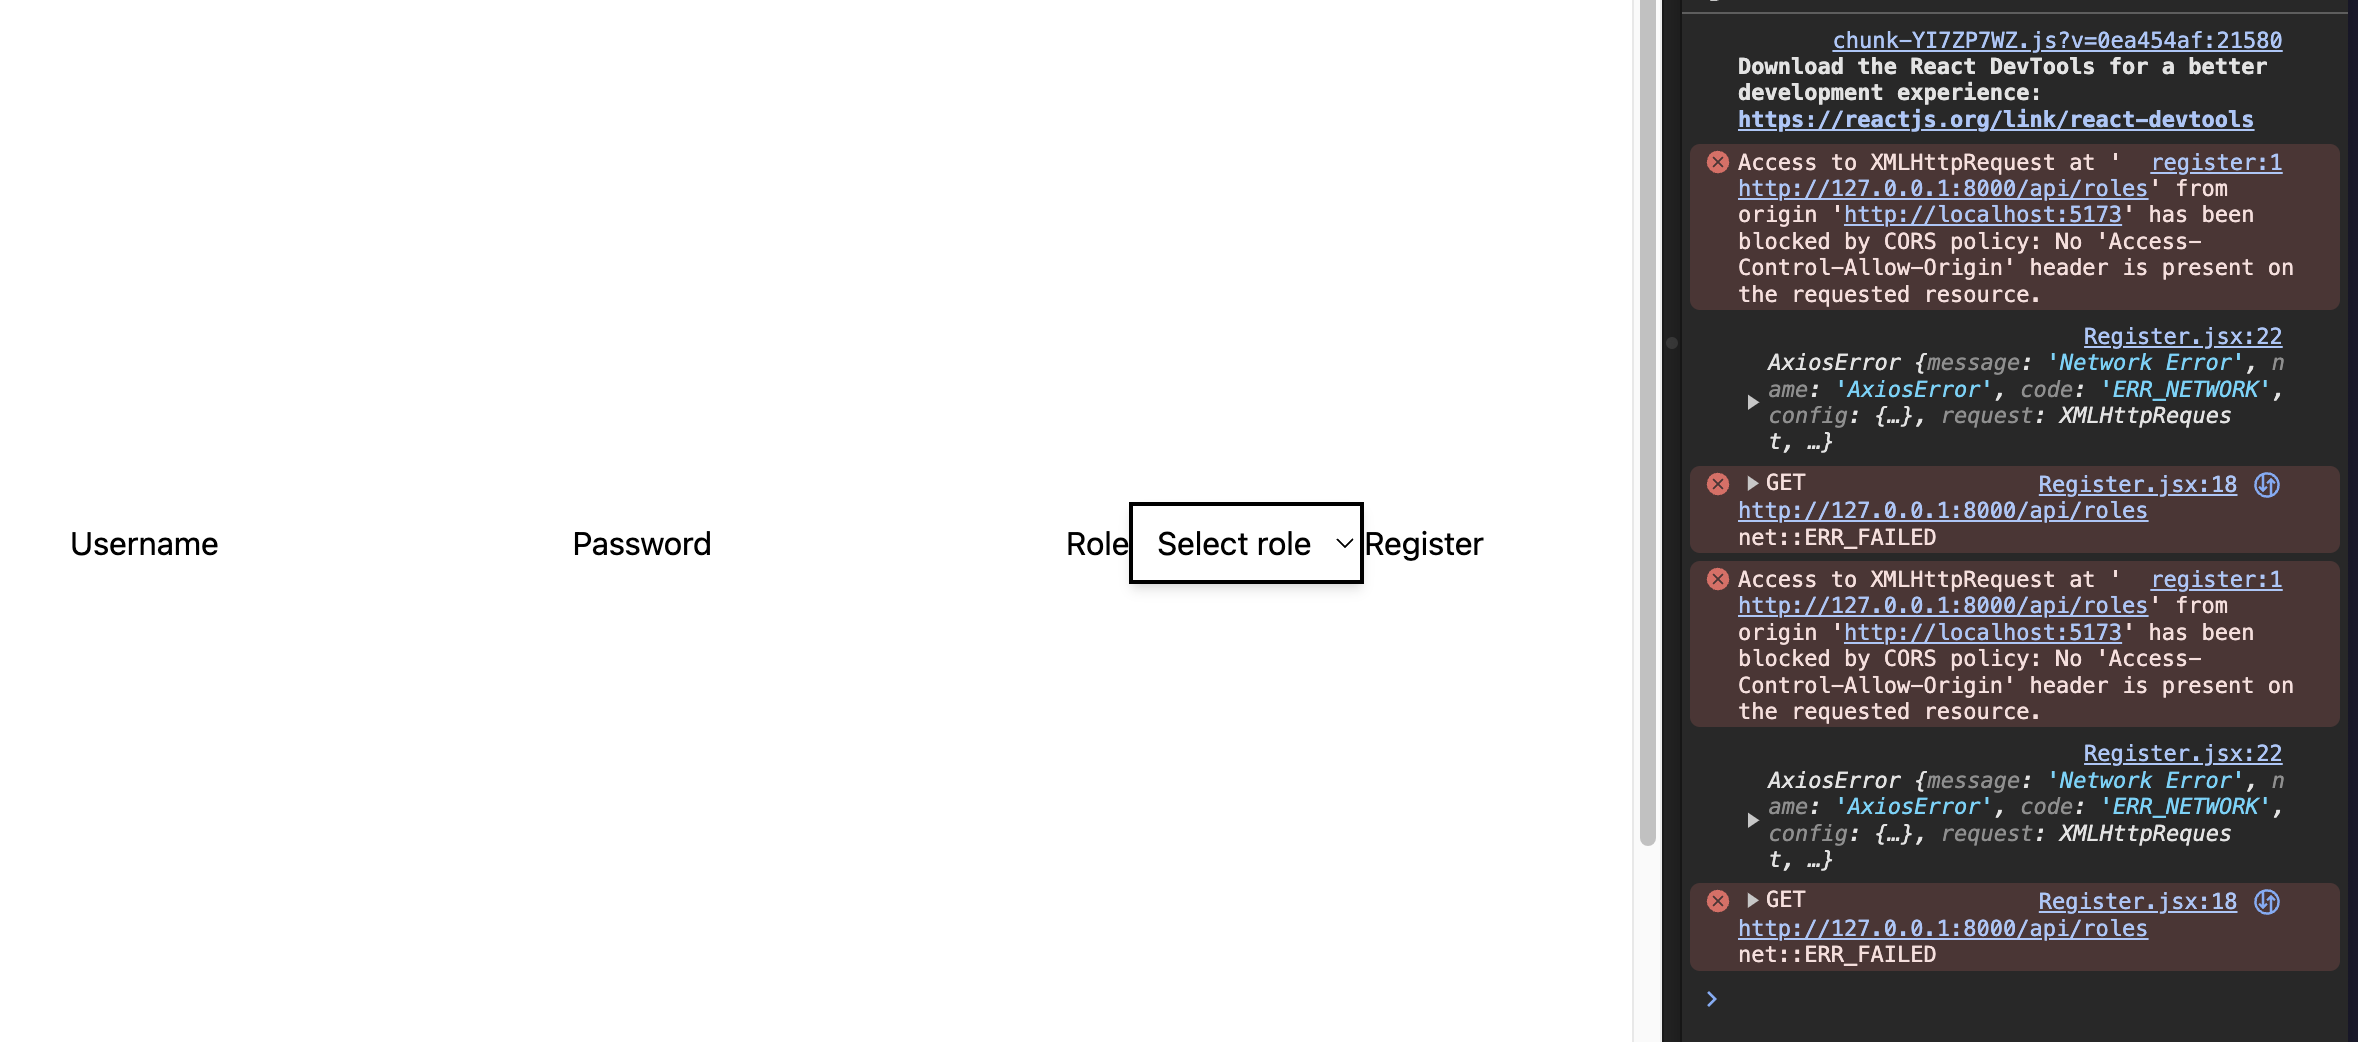 Username
Password
Role
Select role
Register
chunk-YI7ZP7WZ.js?v=0ea454af:21580
Download the React DevTools for a better
development experience:
https://reactjs.org/link/react-devtools
Access to XMLHttpRequest at ' register:1
http://127.0.0.1:8000/api/roles' from
origin 'http://localhost:5173' has been
blocked by CORS policy: No 'Access-
Control-Allow-Origin' header is present on
the requested resource.
Register.jsx:22
AxiosError {message: 'Network Error', n
ame: 'AxiosError', code: 'ERR_NETWORK',
config: {…}, request: XMLHttpReques
t, …}
GET Register.jsx:18
http://127.0.0.1:8000/api/roles
net::ERR_FAILED
Access to XMLHttpRequest at ' register:1
http://127.0.0.1:8000/api/roles' from
origin 'http://localhost:5173' has been
blocked by CORS policy: No 'Access-
Control-Allow-Origin' header is present on
the requested resource.
Register.jsx:22
AxiosError {message: 'Network Error', n
ame: 'AxiosError', code: 'ERR_NETWORK',
config: {…}, request: XMLHttpReques
t, …}
GET Register.jsx:18
http://127.0.0.1:8000/api/roles
net::ERR_FAILED